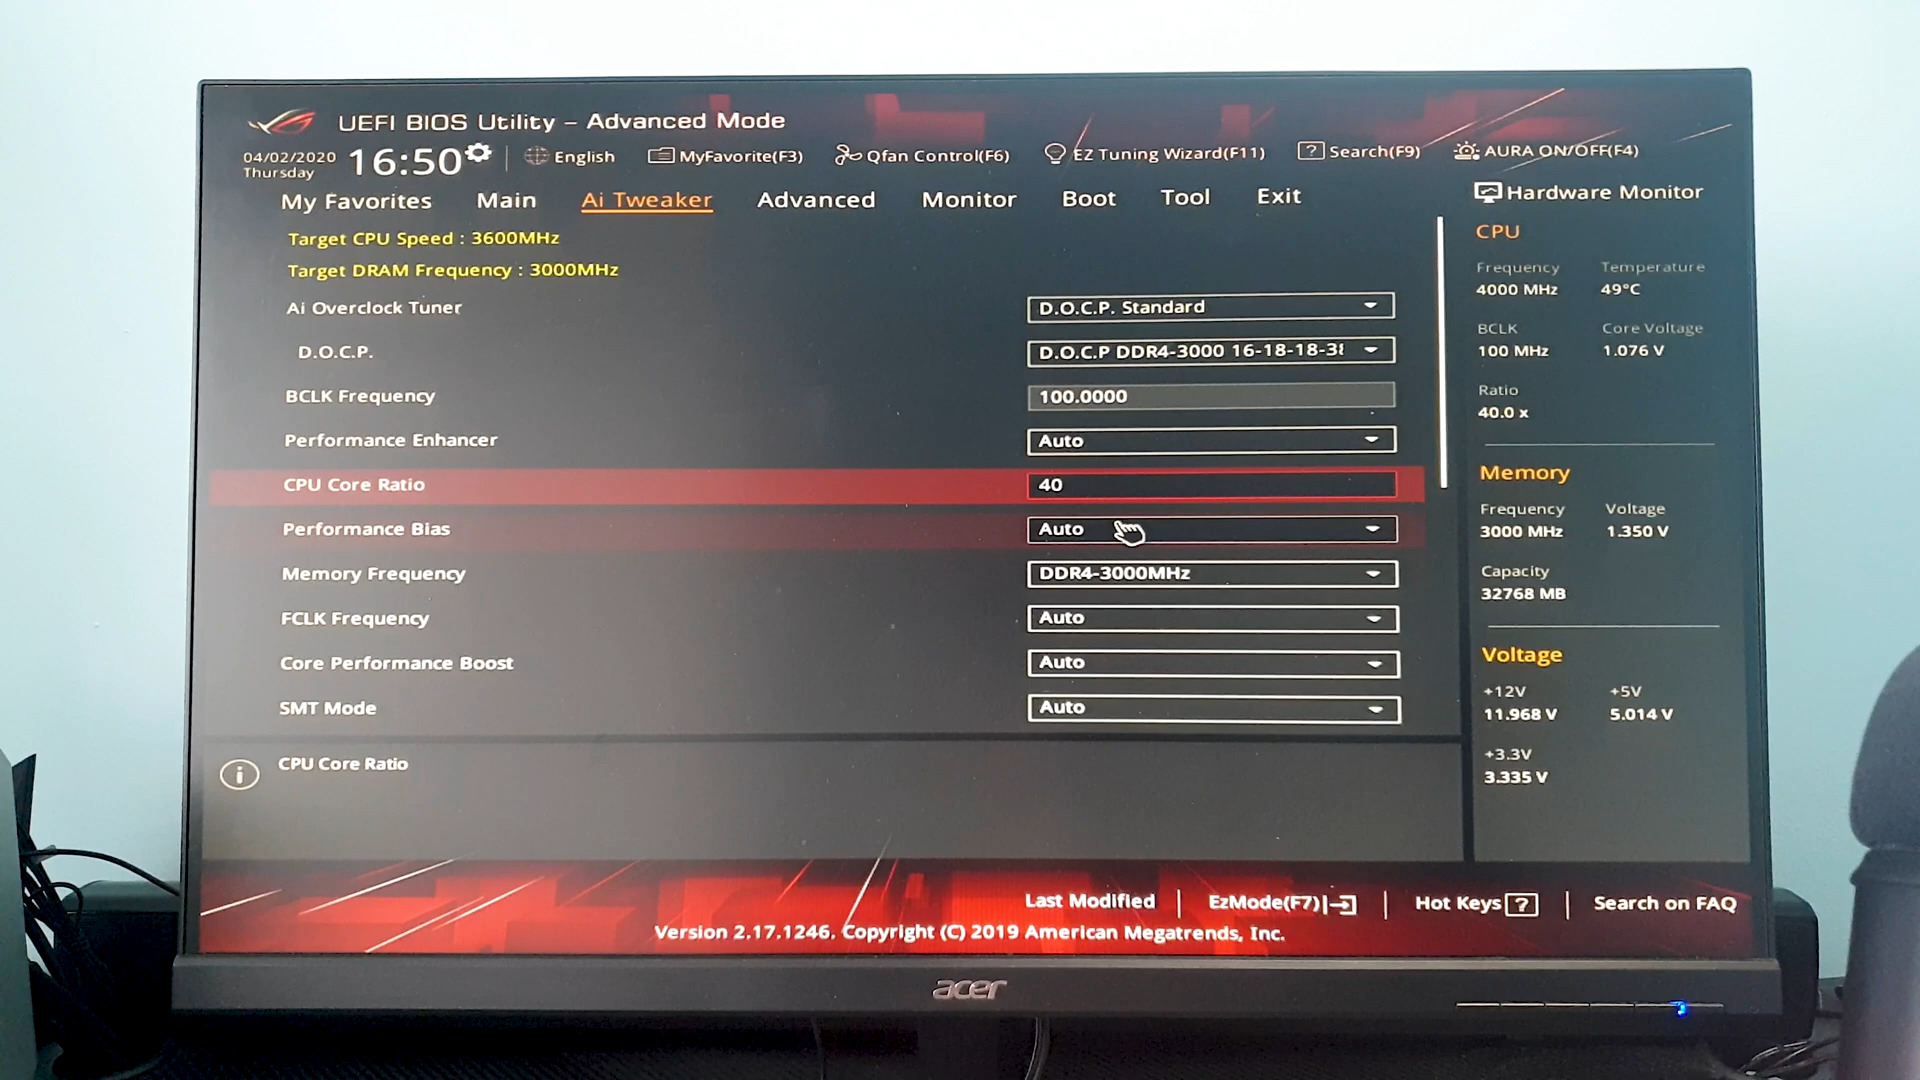 UEFI BIOS Utility – Advanced Mode
04/02/2020
Thursday
16:50
English
MyFavorite(F3)
Qfan Control(F6)
EZ Tuning Wizard(F11)
? Search(F9)
AURA ON/OFF(F4)
My Favorites Main Ai Tweaker Advanced Monitor Boot Tool Exit
Target CPU Speed : 3600MHz
Target DRAM Frequency : 3000MHz
Ai Overclock Tuner D.O.C.P. Standard
D.O.C.P. D.O.C.P DDR4-3000 16-18-18-38
BCLK Frequency 100.0000
Performance Enhancer Auto
CPU Core Ratio 40
Performance Bias Auto
Memory Frequency DDR4-3000MHz
FCLK Frequency Auto
Core Performance Boost Auto
SMT Mode Auto
i CPU Core Ratio
Hardware Monitor
CPU
Frequency Temperature
4000 MHz 49°C
BCLK Core Voltage
100 MHz 1.076 V
Ratio
40.0 x
Memory
Frequency Voltage
3000 MHz 1.350 V
Capacity
32768 MB
Voltage
+12V +5V
11.968 V 5.014 V
+3.3V
3.335 V
Last Modified | EzMode(F7) | Hot Keys ? | Search on FAQ
Version 2.17.1246. Copyright (C) 2019 American Megatrends, Inc.
acer